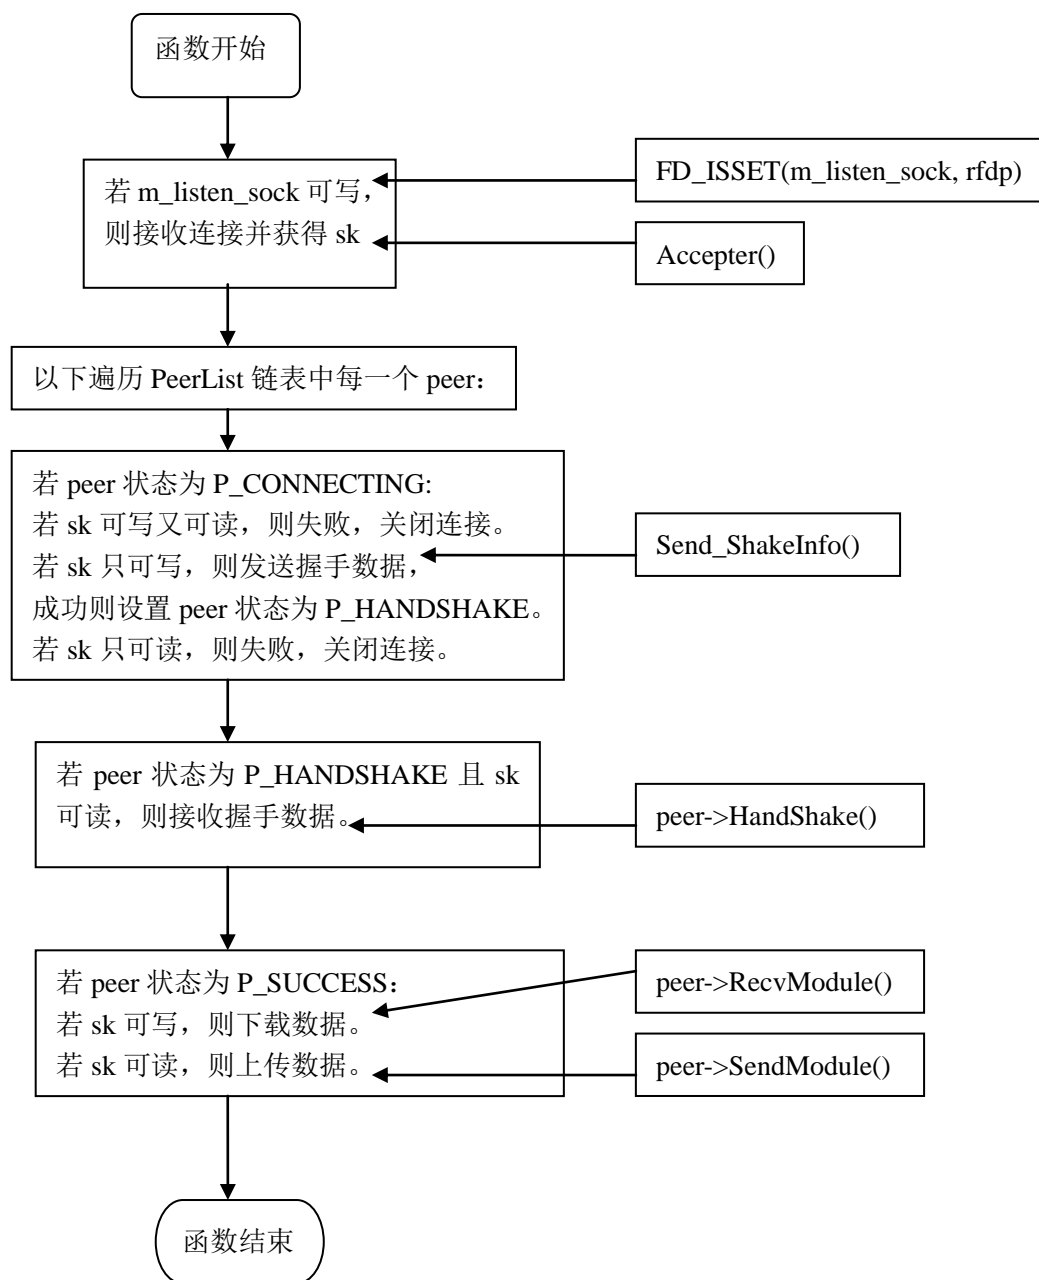 函数开始
若 m_listen_sock 可写，
则接收连接并获得 sk
FD_ISSET(m_listen_sock, rfdp)
Accepter()
以下遍历 PeerList 链表中每一个 peer：
若 peer 状态为 P_CONNECTING:
若 sk 可写又可读，则失败，关闭连接。
若 sk 只可写，则发送握手数据，
成功则设置 peer 状态为 P_HANDSHAKE。
若 sk 只可读，则失败，关闭连接。
Send_ShakeInfo()
若 peer 状态为 P_HANDSHAKE 且 sk
可读，则接收握手数据。
peer->HandShake()
若 peer 状态为 P_SUCCESS：
若 sk 可写，则下载数据。
若 sk 可读，则上传数据。
peer->RecvModule()
peer->SendModule()
函数结束